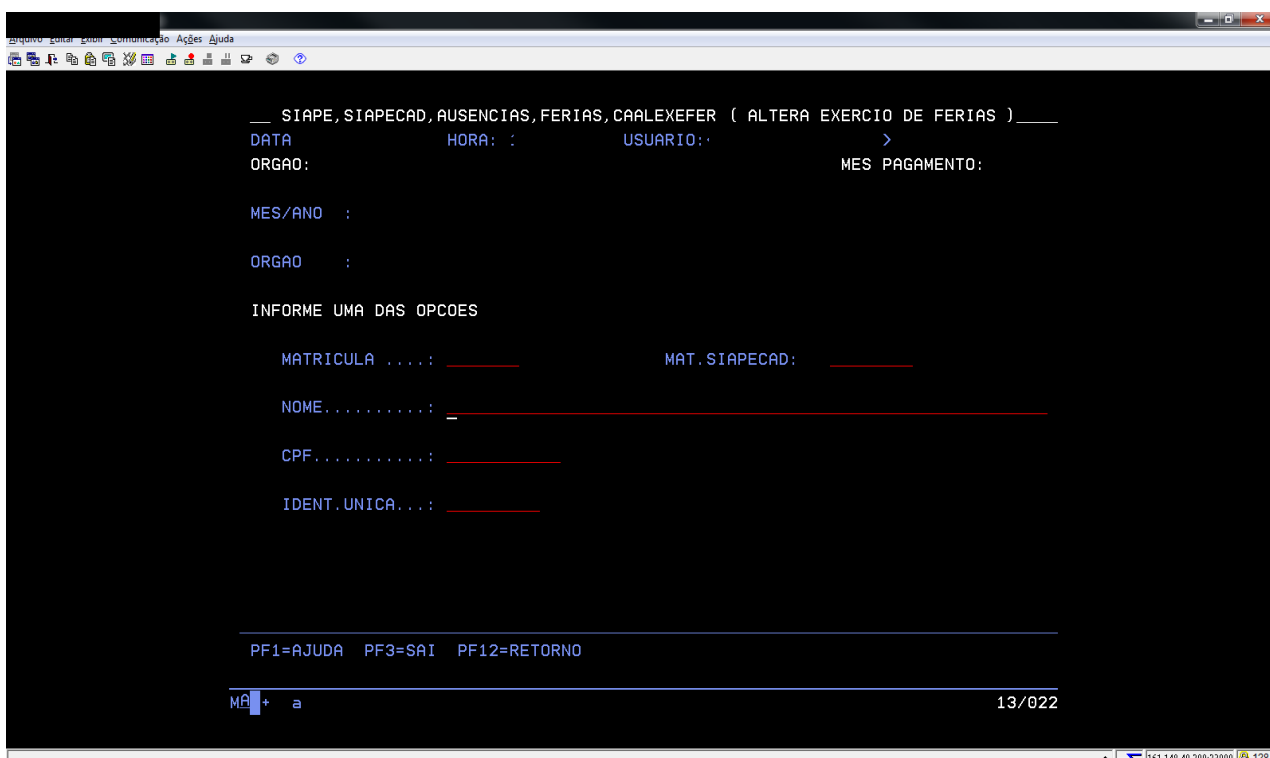 Arquivo Editar Exibir Comunicação Ações Ajuda
__ SIAPE,SIAPECAD,AUSENCIAS,FERIAS,CAALEXEFER ( ALTERA EXERCIO DE FERIAS )____
DATA HORA: USUARIO: >
ORGAO: MES PAGAMENTO:
MES/ANO :
ORGAO :
INFORME UMA DAS OPCOES
MATRICULA ....: MAT.SIAPECAD:
NOME..........:
CPF...........:
IDENT.UNICA...:
PF1=AJUDA PF3=SAI PF12=RETORNO
MA + a 13/022